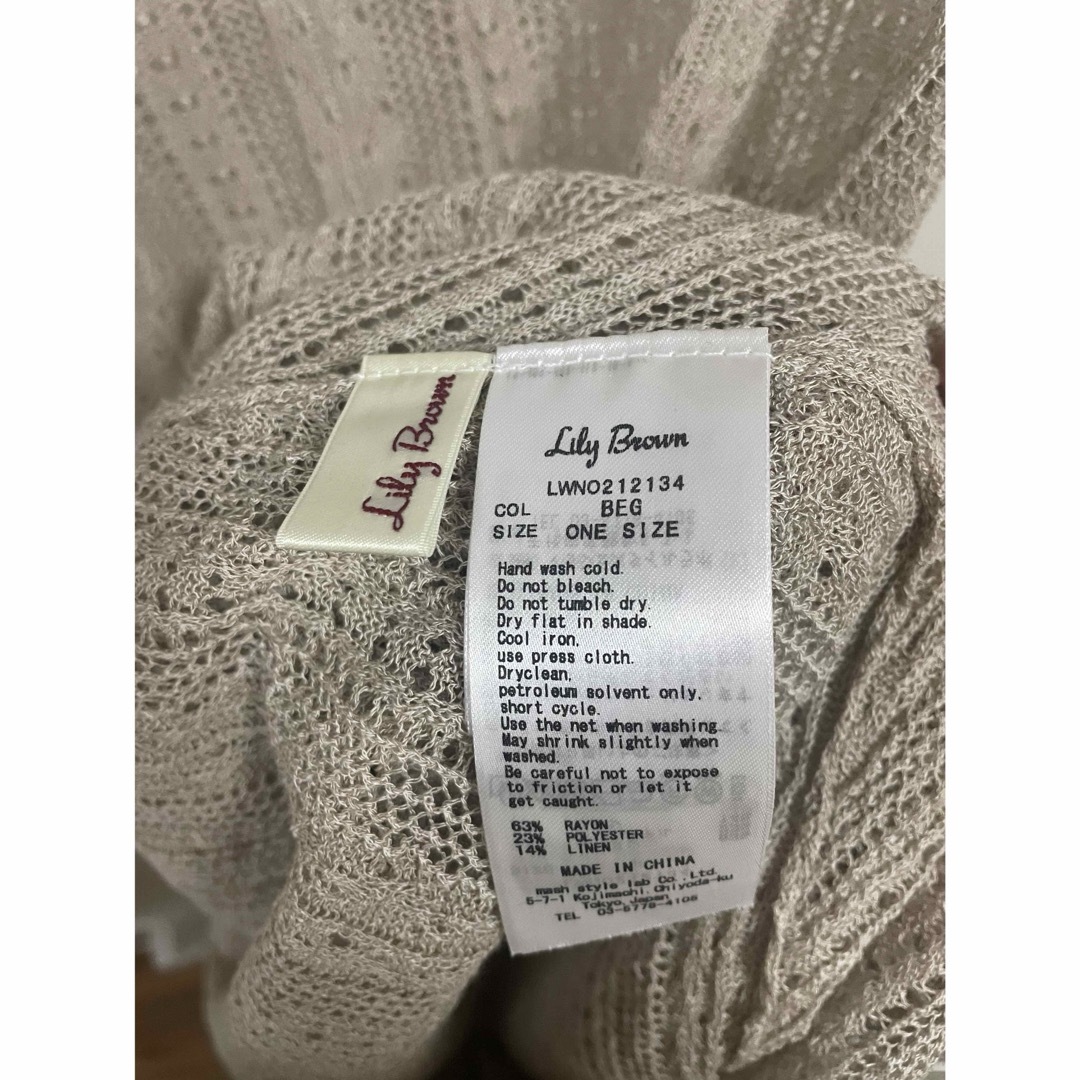 Lily Brown
Lily Brown
LWNO212134
COL BEG
SIZE ONE SIZE
Hand wash cold.
Do not bleach.
Do not tumble dry.
Dry flat in shade.
Cool iron,
use press cloth.
Dryclean,
petroleum solvent only.
short cycle.
Use the net when washing.
May shrink slightly when
washed.
Be careful not to expose
to friction or let it
get caught.
63% RAYON
23% POLYESTER
14% LINEN
MADE IN CHINA
mash style lab Co.,Ltd.
5-7-1 Kojimachi,Chiyoda-ku
Tokyo,Japan
TEL 03-5778-4106